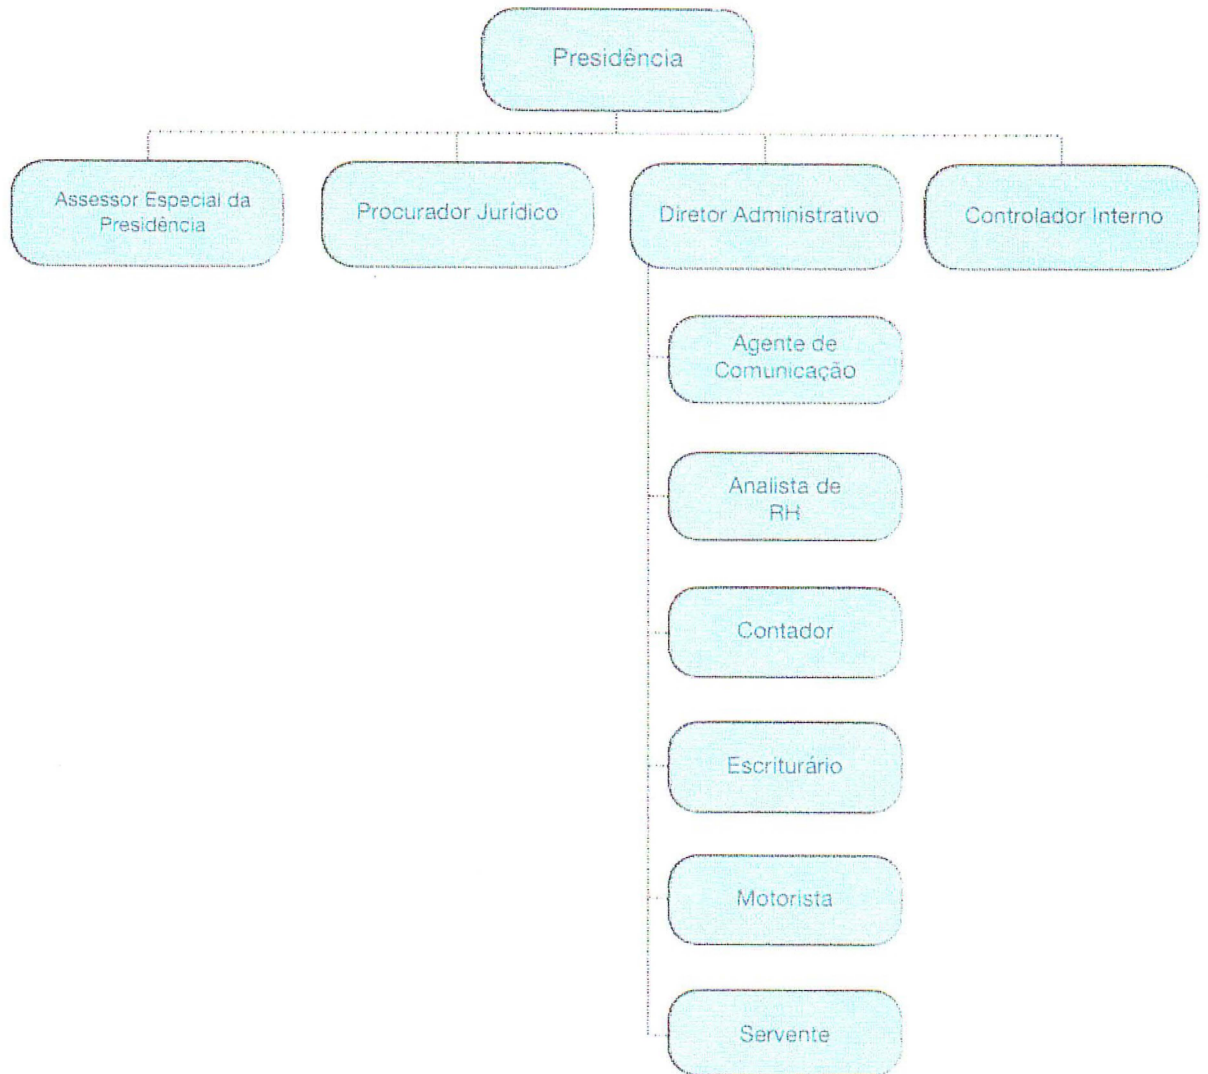 Presidência
Assessor Especial da
Presidência
Procurador Jurídico
Diretor Administrativo
Controlador Interno
Agente de
Comunicação
Analista de
RH
Contador
Escriturário
Motorista
Servente